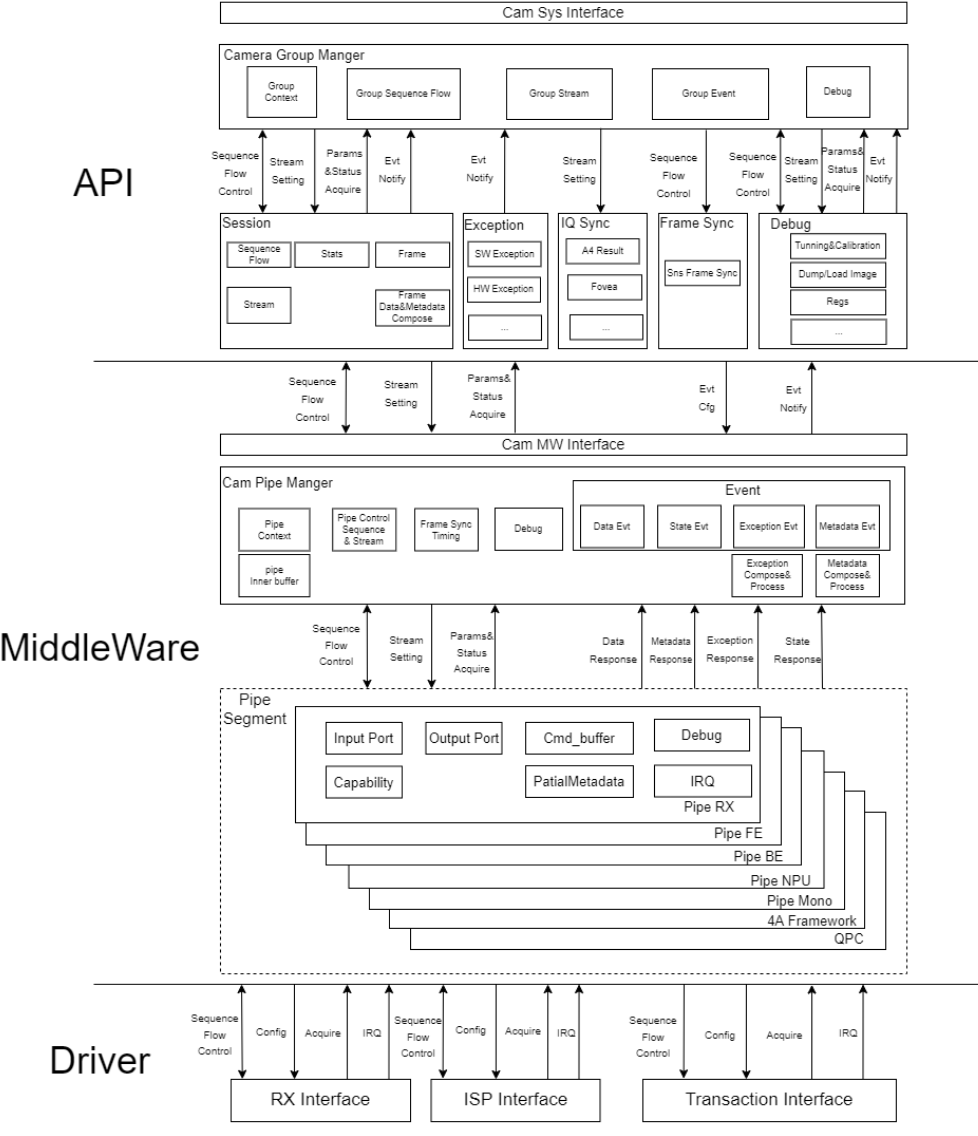 Cam Sys Interface
Camera Group Manger
Group
Context
Group Sequence Flow
Group Stream
Group Event
Debug
API
Sequence
Flow
Control
Stream
Setting
Params
&Status
Acquire
Evt
Notify
Evt
Notify
Stream
Setting
Sequence
Flow
Control
Sequence
Flow
Control
Stream
Setting
Params&
Status
Acquire
Evt
Notify
Session
Sequence
Flow
Stats
Frame
Stream
Frame
Data&Metadata
Compose
Exception
SW Exception
HW Exception
...
IQ Sync
A4 Result
Fovea
...
Frame Sync
Sns Frame Sync
Debug
Tunning&Calibration
Dump/Load Image
Regs
...
Sequence
Flow
Control
Stream
Setting
Params&
Status
Acquire
Evt
Cfg
Evt
Notify
Cam MW Interface
Cam Pipe Manger
Pipe
Context
Pipe Control
Sequence
& Stream
Frame Sync
Timing
Debug
pipe
Inner buffer
Event
Data Evt
State Evt
Exception Evt
Metadata Evt
Exception
Compose&
Process
Metadata
Compose&
Process
MiddleWare
Sequence
Flow
Control
Stream
Setting
Params&
Status
Acquire
Data
Response
Metadata
Response
Exception
Response
State
Response
Pipe
Segment
Input Port
Output Port
Cmd_buffer
Debug
Capability
PatialMetadata
IRQ
Pipe RX
Pipe FE
Pipe BE
Pipe NPU
Pipe Mono
4A Framework
QPC
Driver
Sequence
Flow
Control
Config
Acquire
IRQ
Sequence
Flow
Control
Config
Acquire
IRQ
Sequence
Flow
Control
Config
Acquire
IRQ
RX Interface
ISP Interface
Transaction Interface